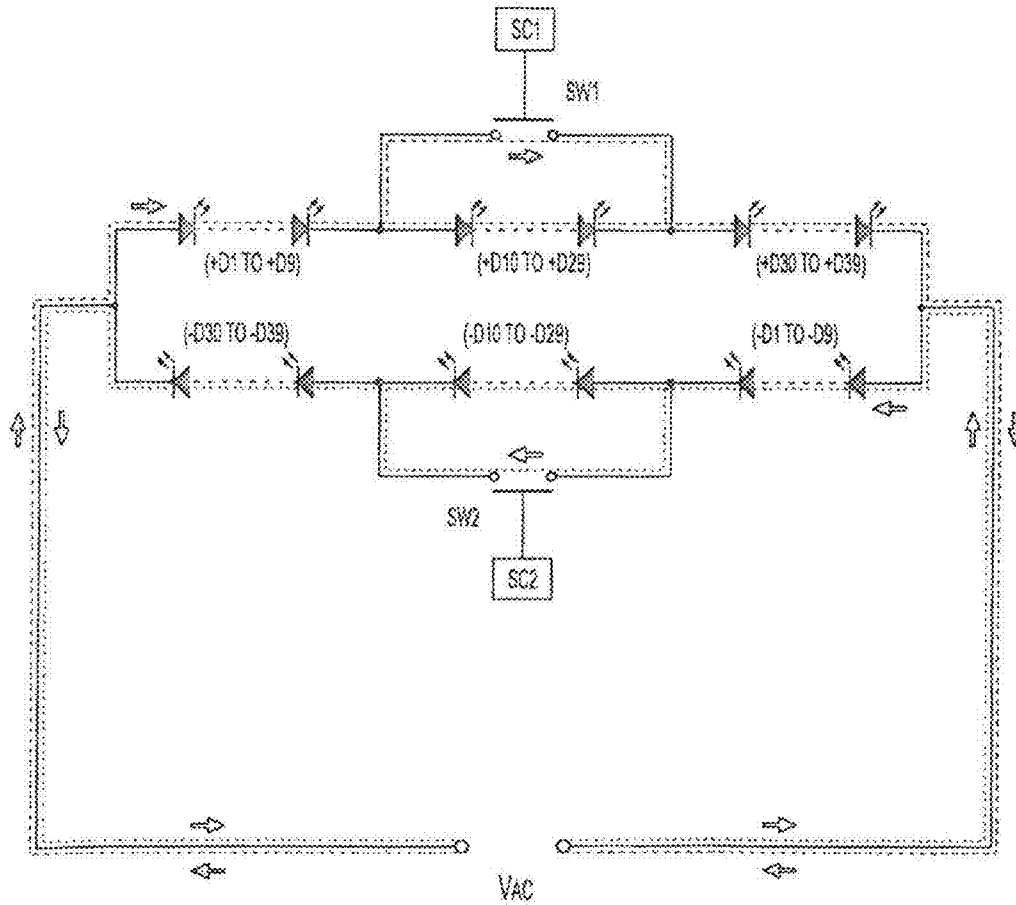 SC1
SW1
(+D1 TO +D9)
(+D10 TO +D29)
(+D30 TO +D39)
(-D30 TO -D39)
(-D10 TO -D29)
(-D1 TO -D9)
SW2
SC2
VAC